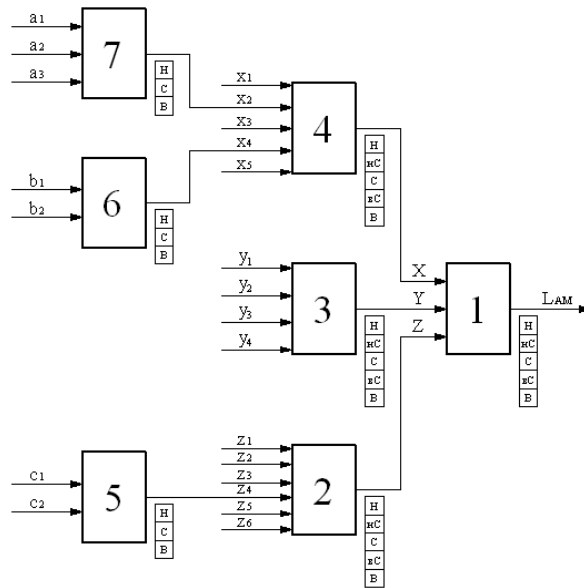 a1
a2
a3
7
Н
С
В
b1
b2
6
Н
С
В
x1
x2
x3
x4
x5
4
Н
нС
С
вС
В
y1
y2
y3
y4
3
Н
нС
С
вС
В
X
Y
Z
1
LAM
Н
нС
С
вС
В
c1
c2
5
Н
С
В
z1
z2
z3
z4
z5
z6
2
Н
нС
С
вС
В